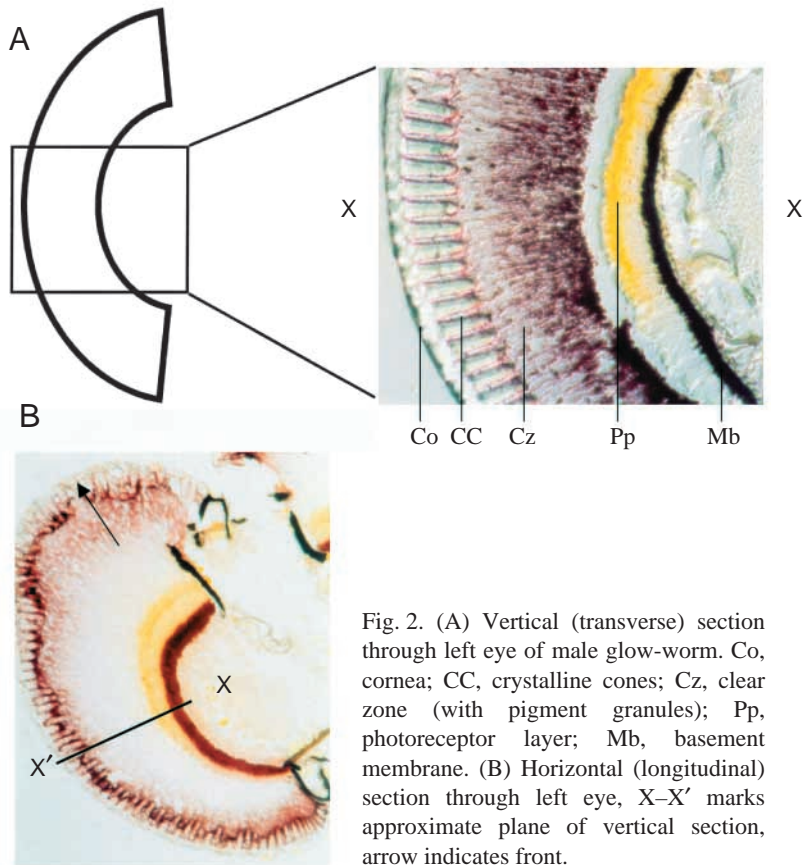 A
X
X
Co CC Cz Pp Mb
B
X
X′
Fig. 2. (A) Vertical (transverse) section
through left eye of male glow-worm. Co,
cornea; CC, crystalline cones; Cz, clear
zone (with pigment granules); Pp,
photoreceptor layer; Mb, basement
membrane. (B) Horizontal (longitudinal)
section through left eye, X–X′ marks
approximate plane of vertical section,
arrow indicates front.